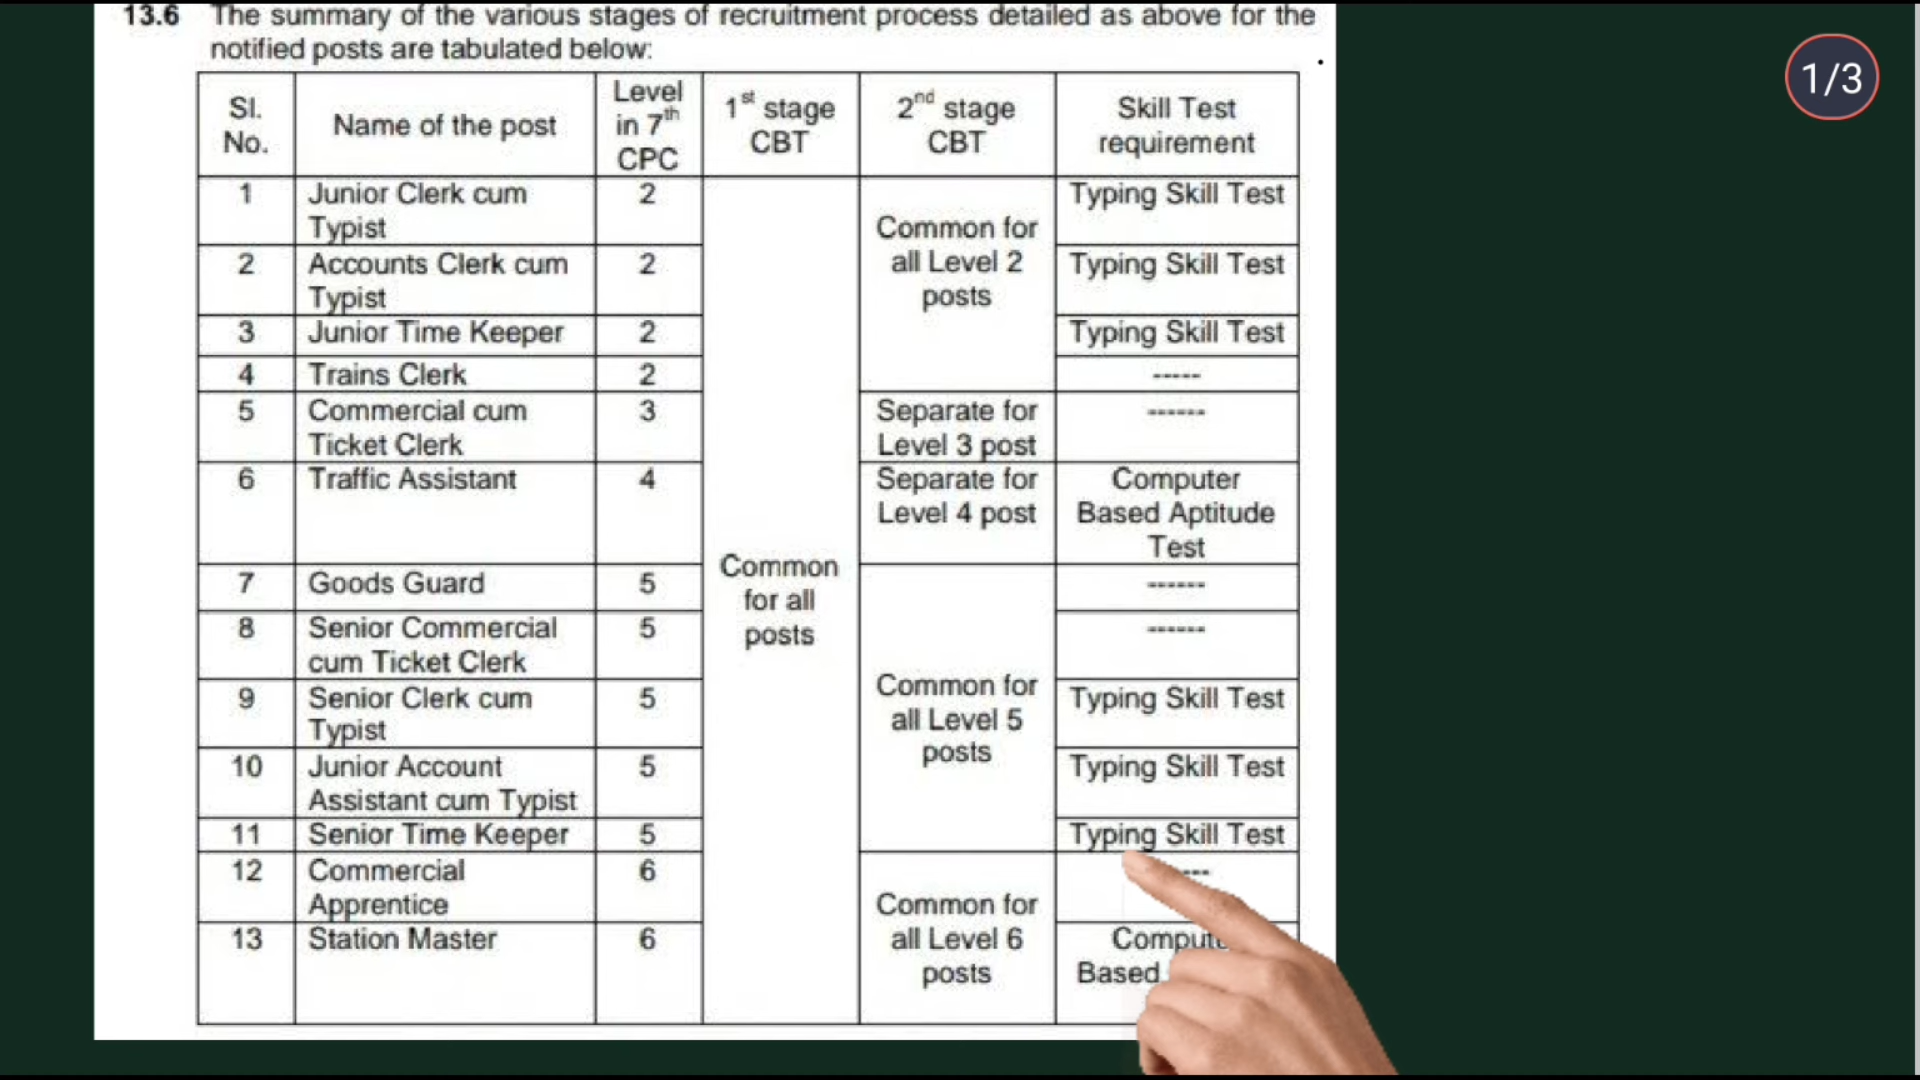 13.6 The summary of the various stages of recruitment process detailed as above for the
notified posts are tabulated below:
Sl. No. Name of the post Level in 7th CPC 1st stage CBT 2nd stage CBT Skill Test requirement
1 Junior Clerk cum Typist 2 Typing Skill Test
Common for all Level 2 posts
2 Accounts Clerk cum Typist 2 Typing Skill Test
3 Junior Time Keeper 2 Typing Skill Test
4 Trains Clerk 2 -----
5 Commercial cum Ticket Clerk 3 Separate for Level 3 post ------
6 Traffic Assistant 4 Separate for Level 4 post Computer Based Aptitude Test
Common for all posts
7 Goods Guard 5 ------
8 Senior Commercial cum Ticket Clerk 5 ------
Common for all Level 5 posts
9 Senior Clerk cum Typist 5 Typing Skill Test
10 Junior Account Assistant cum Typist 5 Typing Skill Test
11 Senior Time Keeper 5 Typing Skill Test
12 Commercial Apprentice 6 ---
Common for all Level 6 posts
13 Station Master 6 Based
1/3